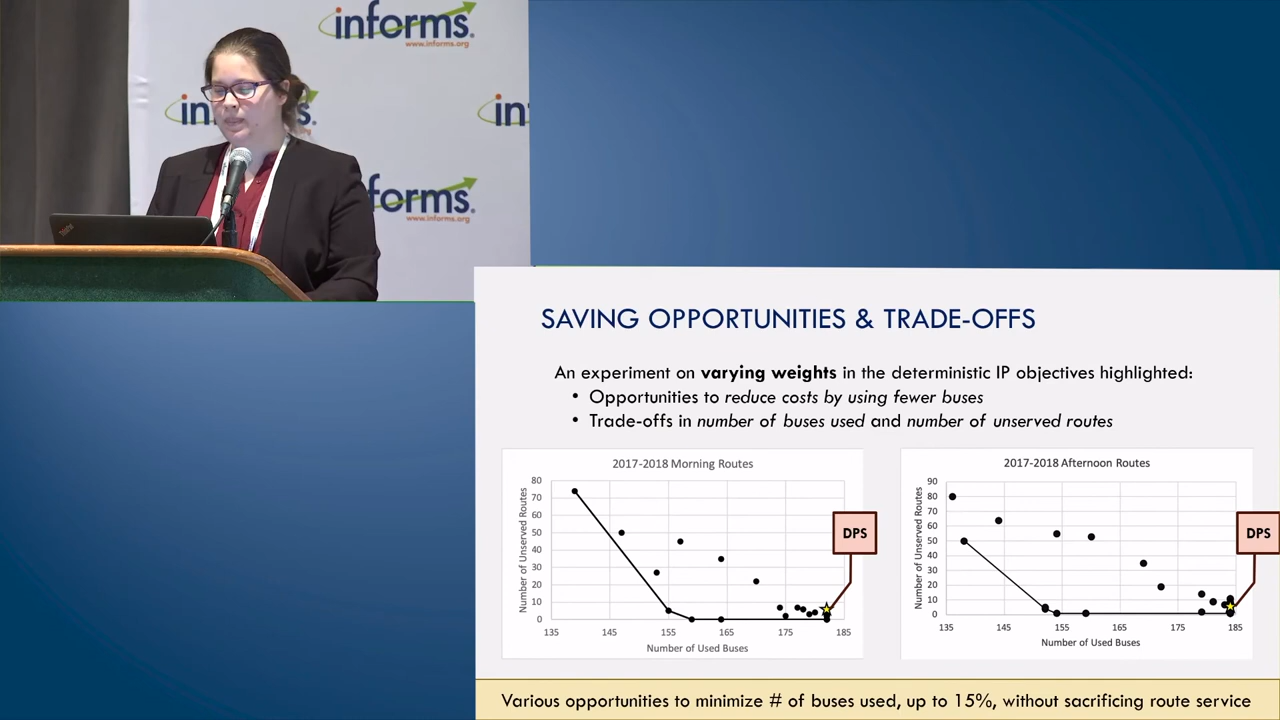 informs.
www.informs.org
in
s.
in
forms.
www.informs.org
SAVING OPPORTUNITIES & TRADE-OFFS
An experiment on varying weights in the deterministic IP objectives highlighted:
• Opportunities to reduce costs by using fewer buses
• Trade-offs in number of buses used and number of unserved routes
2017-2018 Morning Routes
Number of Unserved Routes
80
70
60
50
40
30
20
10
0
135 145 155 165 175 185
Number of Used Buses
DPS
2017-2018 Afternoon Routes
Number of Unserved Routes
90
80
70
60
50
40
30
20
10
0
135 145 155 165 175 185
Number of Used Buses
DPS
Various opportunities to minimize # of buses used, up to 15%, without sacrificing route service